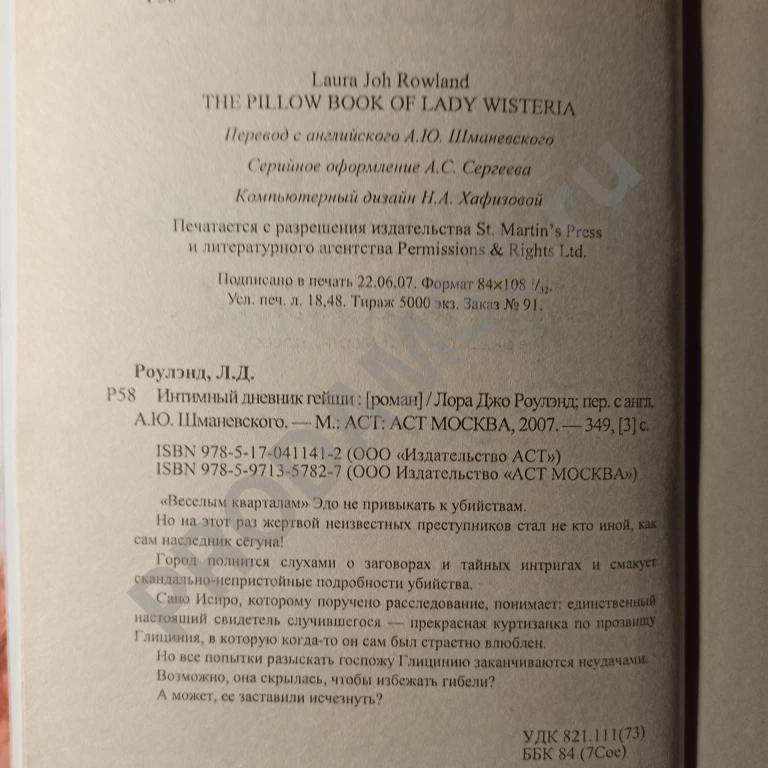 Laura Joh Rowland
THE PILLOW BOOK OF LADY WISTERIA
Перевод с английского А.Ю. Шманевского
Серийное оформление А.С. Сергеева
Компьютерный дизайн Н.А. Хафизовой
Печатается с разрешения издательства St. Martin's Press
и литературного агентства Permissions & Rights Ltd.
Подписано в печать 22.06.07. Формат 84×108 1/32.
Усл. печ. л. 18,48. Тираж 5000 экз. Заказ № 91.
Роулэнд, Л.Д.
Р58 Интимный дневник гейши : [роман] / Лора Джо Роулэнд; пер. с англ.
А.Ю. Шманевского. — М.: АСТ: АСТ МОСКВА, 2007. — 349, [3] с.
ISBN 978-5-17-041141-2 (ООО «Издательство АСТ»)
ISBN 978-5-9713-5782-7 (ООО Издательство «АСТ МОСКВА»)
«Веселым кварталам» Эдо не привыкать к убийствам.
Но на этот раз жертвой неизвестных преступников стал не кто иной, как
сам наследник сёгуна!
Город полнится слухами о заговорах и тайных интригах и смакует
скандально-непристойные подробности убийства.
Сано Исиро, которому поручено расследование, понимает: единственный
настоящий свидетель случившегося — прекрасная куртизанка по прозвищу
Глициния, в которую когда-то он сам был страстно влюблен.
Но все попытки разыскать госпожу Глицинию заканчиваются неудачами.
Возможно, она скрылась, чтобы избежать гибели?
А может, ее заставили исчезнуть?
УДК 821.111(73)
ББК 84 (7Сое)